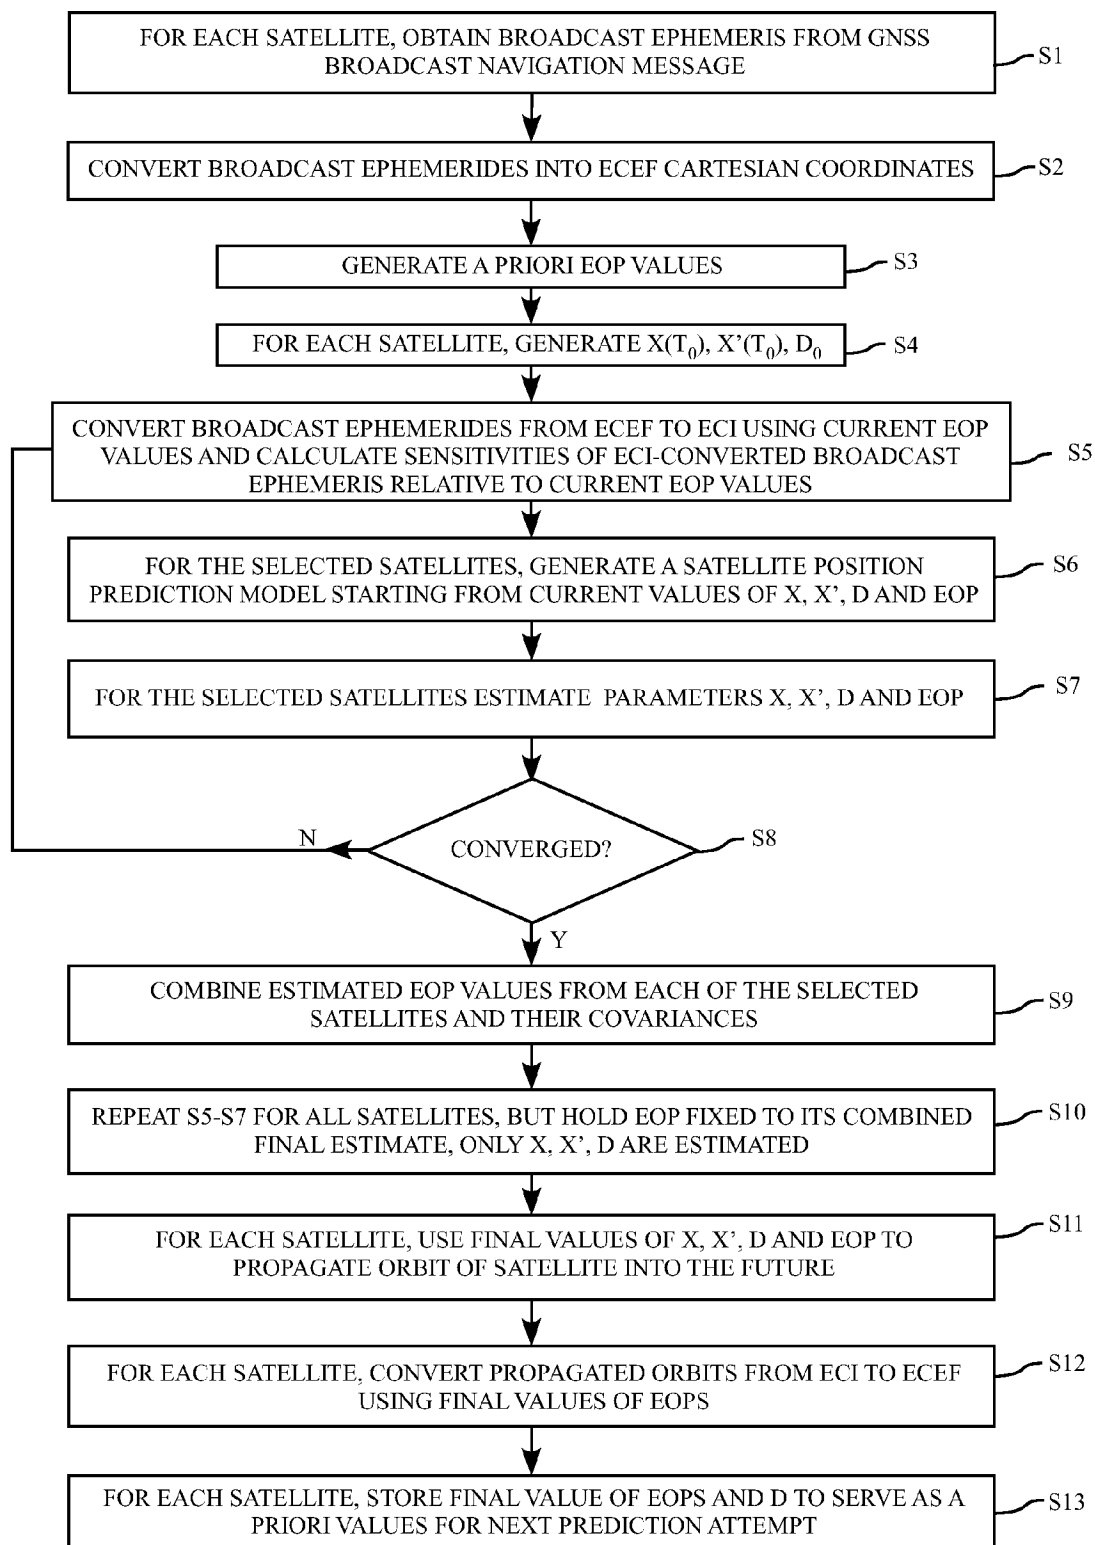 FOR EACH SATELLITE, OBTAIN BROADCAST EPHEMERIS FROM GNSS
BROADCAST NAVIGATION MESSAGE
S1
CONVERT BROADCAST EPHEMERIDES INTO ECEF CARTESIAN COORDINATES
S2
GENERATE A PRIORI EOP VALUES
S3
FOR EACH SATELLITE, GENERATE X(T₀), X’(T₀), D₀
S4
CONVERT BROADCAST EPHEMERIDES FROM ECEF TO ECI USING CURRENT EOP
VALUES AND CALCULATE SENSITIVITIES OF ECI-CONVERTED BROADCAST
EPHEMERIS RELATIVE TO CURRENT EOP VALUES
S5
FOR THE SELECTED SATELLITES, GENERATE A SATELLITE POSITION
PREDICTION MODEL STARTING FROM CURRENT VALUES OF X, X’, D AND EOP
S6
FOR THE SELECTED SATELLITES ESTIMATE PARAMETERS X, X’, D AND EOP
S7
N
CONVERGED?
S8
Y
COMBINE ESTIMATED EOP VALUES FROM EACH OF THE SELECTED
SATELLITES AND THEIR COVARIANCES
S9
REPEAT S5-S7 FOR ALL SATELLITES, BUT HOLD EOP FIXED TO ITS COMBINED
FINAL ESTIMATE, ONLY X, X’, D ARE ESTIMATED
S10
FOR EACH SATELLITE, USE FINAL VALUES OF X, X’, D AND EOP TO
PROPAGATE ORBIT OF SATELLITE INTO THE FUTURE
S11
FOR EACH SATELLITE, CONVERT PROPAGATED ORBITS FROM ECI TO ECEF
USING FINAL VALUES OF EOPS
S12
FOR EACH SATELLITE, STORE FINAL VALUE OF EOPS AND D TO SERVE AS A
PRIORI VALUES FOR NEXT PREDICTION ATTEMPT
S13